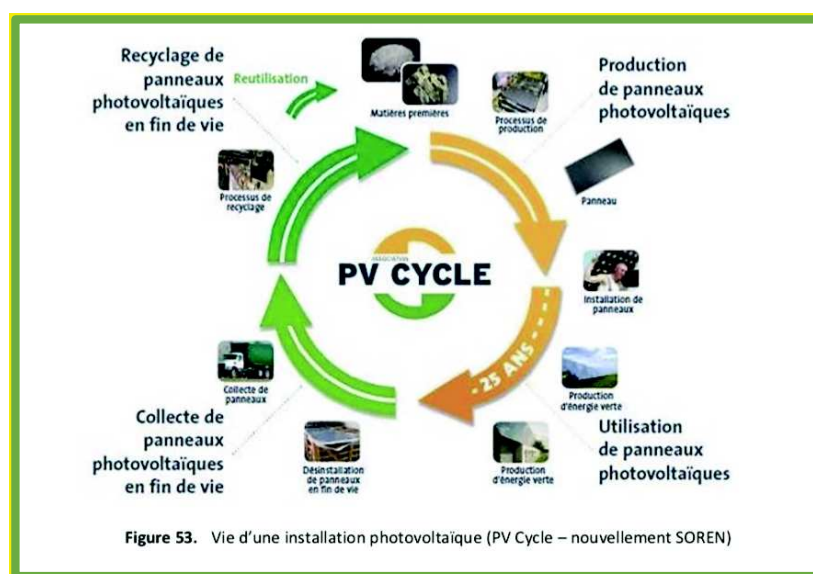 Recyclage de
panneaux
photovoltaïques
en fin de vie
Reutilisation
Matières premières
Processus de
production
Production
de panneaux
photovoltaïques
Processus de
recyclage
Panneau
ASSOCIATION
PV CYCLE
Installation de
panneaux
- 25 ANS - - -
Collecte de
panneaux
Production
d'énergie verte
Collecte de
panneaux
photovoltaïques
en fin de vie
Désinstallation
de panneaux
en fin de vie
Production
d'énergie verte
Utilisation
de panneaux
photovoltaïques
Figure 53. Vie d'une installation photovoltaïque (PV Cycle – nouvellement SOREN)